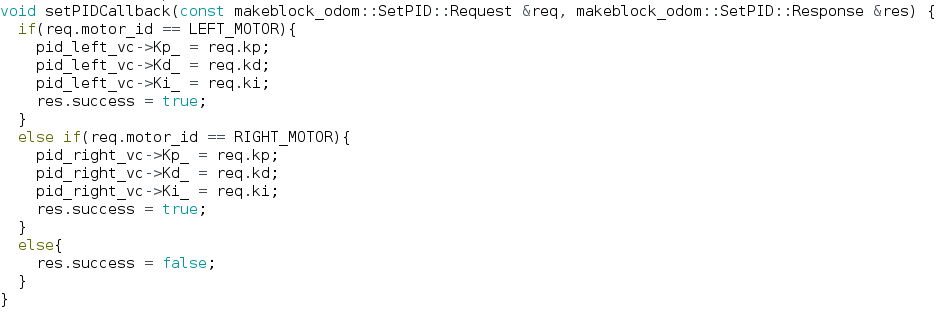 void setPIDCallback(const makeblock_odom::SetPID::Request &req, makeblock_odom::SetPID::Response &res) {
  if(req.motor_id == LEFT_MOTOR){
    pid_left_vc->Kp_ = req.kp;
    pid_left_vc->Kd_ = req.kd;
    pid_left_vc->Ki_ = req.ki;
    res.success = true;
  }
  else if(req.motor_id == RIGHT_MOTOR){
    pid_right_vc->Kp_ = req.kp;
    pid_right_vc->Kd_ = req.kd;
    pid_right_vc->Ki_ = req.ki;
    res.success = true;
  }
  else{
    res.success = false;
  }
}